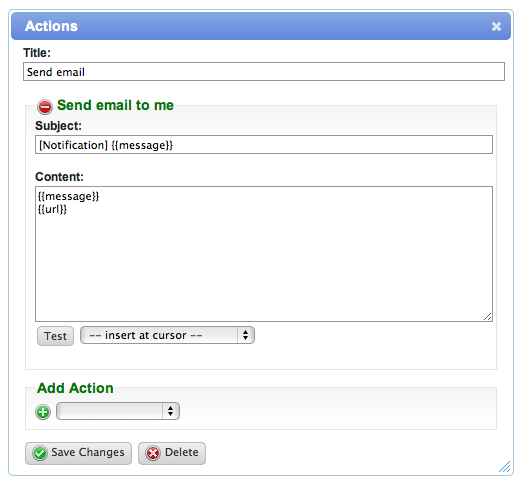 Actions
Title:
Send email
Send email to me
Subject:
[Notification] {{message}}
Content:
{{message}}
{{url}}
Test
-- insert at cursor --
Add Action
Save Changes
Delete